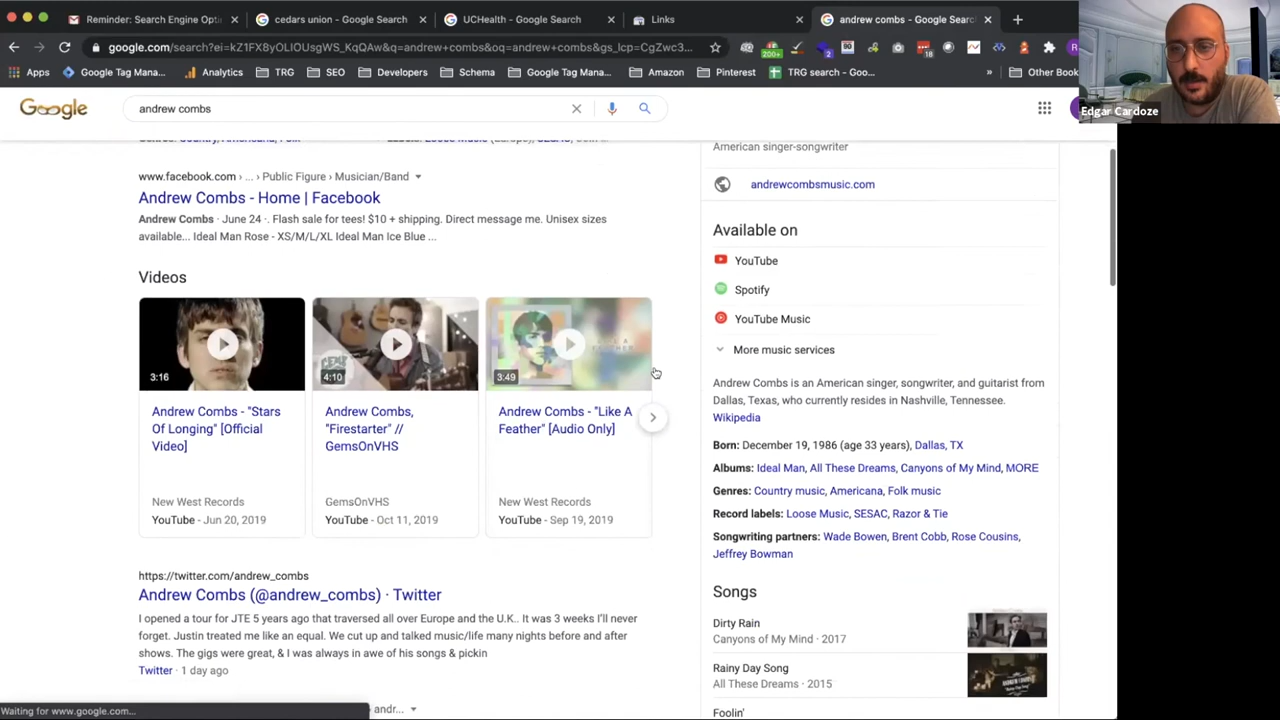 Reminder: Search Engine Opti
cedars union - Google Search
UCHealth - Google Search
Links
andrew combs - Google Searc
google.com/search?ei=kZ1FX8yOLIOUsgWS_KqQAw&q=andrew+combs&oq=andrew+combs&gs_lcp=CgZwc3...
200+
2
18
Apps
Google Tag Mana...
Analytics
TRG
SEO
Developers
Schema
Google Tag Mana...
Amazon
Pinterest
TRG search - Goo...
»
Other Book
Edgar Cardoze
andrew combs
www.facebook.com › ... › Public Figure › Musician/Band
Andrew Combs - Home | Facebook
Andrew Combs · June 24 ·. Flash sale for tees! $10 + shipping. Direct message me. Unisex sizes
available... Ideal Man Rose - XS/M/L/XL Ideal Man Ice Blue ...
Videos
3:16
4:10
3:49
Andrew Combs - "Stars
Of Longing" [Official
Video]
New West Records
YouTube - Jun 20, 2019
Andrew Combs,
"Firestarter" //
GemsOnVHS
GemsOnVHS
YouTube - Oct 11, 2019
Andrew Combs - "Like A
Feather" [Audio Only]
New West Records
YouTube - Sep 19, 2019
https://twitter.com/andrew_combs
Andrew Combs (@andrew_combs) · Twitter
I opened a tour for JTE 5 years ago that traversed all over Europe and the U.K.. It was 3 weeks I'll never
forget. Justin treated me like an equal. We cut up and talked music/life many nights before and after
shows. The gigs were great, & I was always in awe of his songs & pickin
Twitter · 1 day ago
andr...
Waiting for www.google.com...
American singer-songwriter
andrewcombsmusic.com
Available on
YouTube
Spotify
YouTube Music
More music services
Andrew Combs is an American singer, songwriter, and guitarist from
Dallas, Texas, who currently resides in Nashville, Tennessee.
Wikipedia
Born: December 19, 1986 (age 33 years), Dallas, TX
Albums: Ideal Man, All These Dreams, Canyons of My Mind, MORE
Genres: Country music, Americana, Folk music
Record labels: Loose Music, SESAC, Razor & Tie
Songwriting partners: Wade Bowen, Brent Cobb, Rose Cousins,
Jeffrey Bowman
Songs
Dirty Rain
Canyons of My Mind · 2017
Rainy Day Song
All These Dreams · 2015
Foolin'